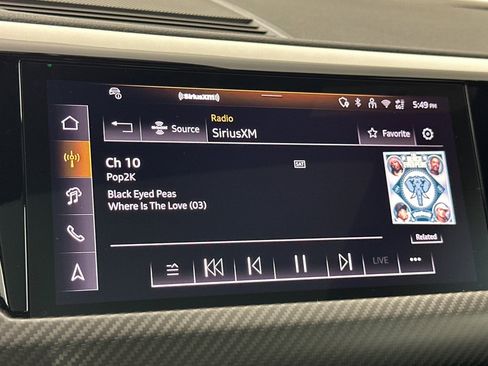 ((SiriusXM))
5:49 PM
Radio
Source
SiriusXM
Favorite
Ch 10
SAT
Pop2K
Black Eyed Peas
Where Is The Love (03)
Related
LIVE